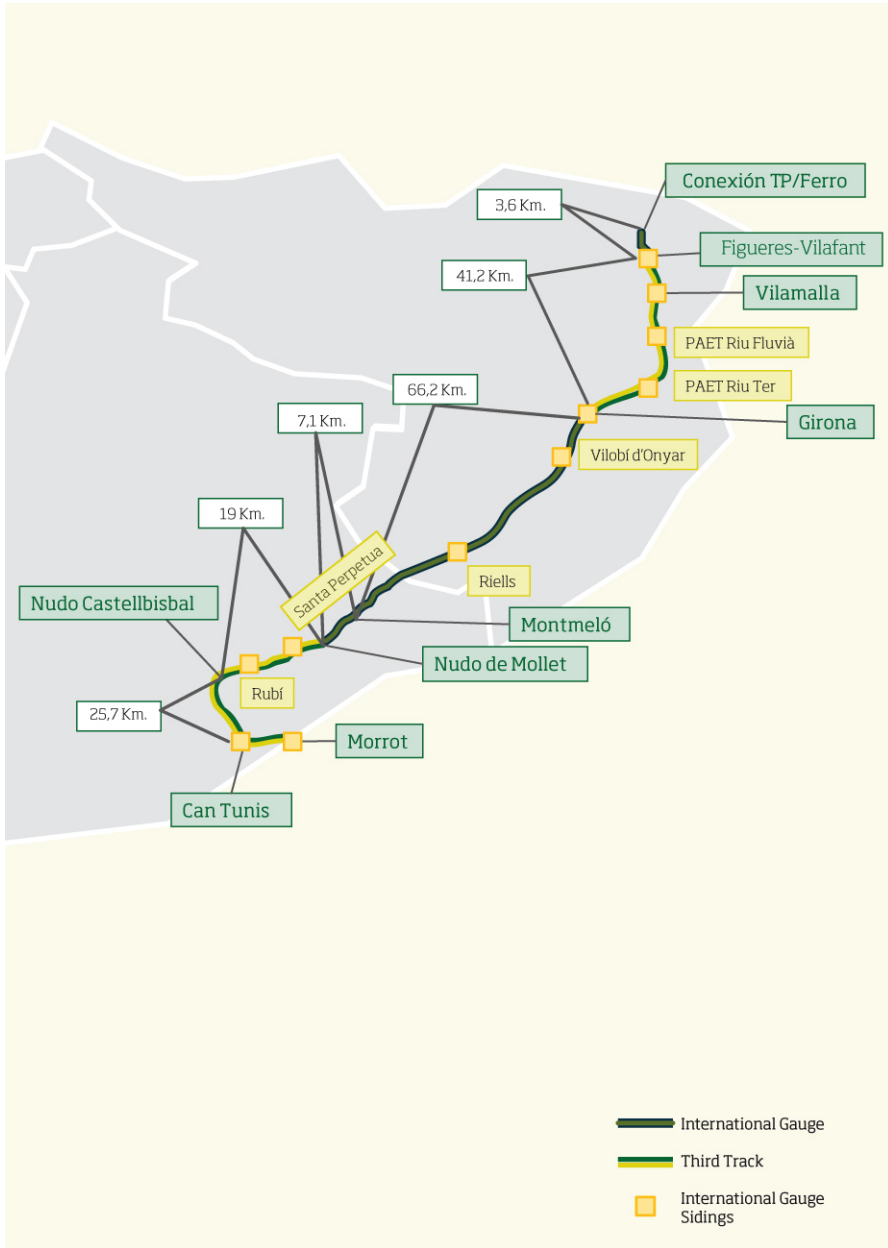 Conexión TP/Ferro
3,6 Km.
Figueres-Vilafant
41,2 Km.
Vilamalla
PAET Riu Fluvià
PAET Riu Ter
66,2 Km.
7,1 Km.
Girona
Vilobí d'Onyar
19 Km.
Santa Perpetua
Riells
Nudo Castellbisbal
Montmeló
Nudo de Mollet
Rubí
25,7 Km.
Morrot
Can Tunis
International Gauge
Third Track
International Gauge
Sidings